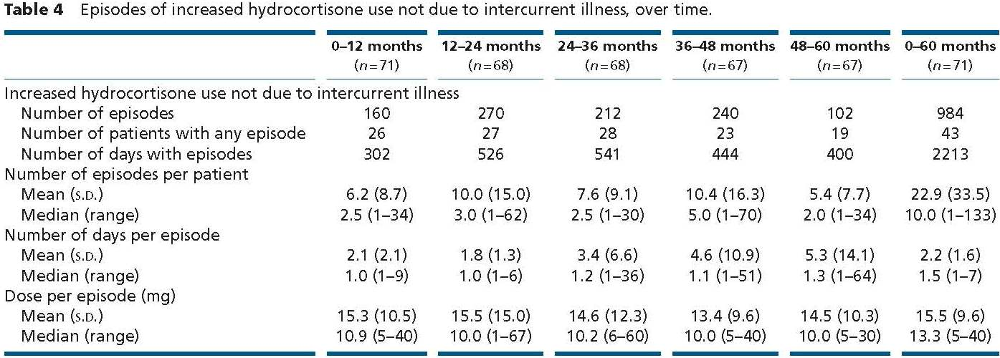 Table 4 Episodes of increased hydrocortisone use not due to intercurrent illness, over time.
0–12 months 12–24 months 24–36 months 36–48 months 48–60 months 0–60 months
(n=71) (n=68) (n=68) (n=67) (n=67) (n=71)
Increased hydrocortisone use not due to intercurrent illness
Number of episodes 160 270 212 240 102 984
Number of patients with any episode 26 27 28 23 19 43
Number of days with episodes 302 526 541 444 400 2213
Number of episodes per patient
Mean (S.D.) 6.2 (8.7) 10.0 (15.0) 7.6 (9.1) 10.4 (16.3) 5.4 (7.7) 22.9 (33.5)
Median (range) 2.5 (1–34) 3.0 (1–62) 2.5 (1–30) 5.0 (1–70) 2.0 (1–34) 10.0 (1–133)
Number of days per episode
Mean (S.D.) 2.1 (2.1) 1.8 (1.3) 3.4 (6.6) 4.6 (10.9) 5.3 (14.1) 2.2 (1.6)
Median (range) 1.0 (1–9) 1.0 (1–6) 1.2 (1–36) 1.1 (1–51) 1.3 (1–64) 1.5 (1–7)
Dose per episode (mg)
Mean (S.D.) 15.3 (10.5) 15.5 (15.0) 14.6 (12.3) 13.4 (9.6) 14.5 (10.3) 15.5 (9.6)
Median (range) 10.9 (5–40) 10.0 (1–67) 10.2 (6–60) 10.0 (5–40) 10.0 (5–30) 13.3 (5–40)